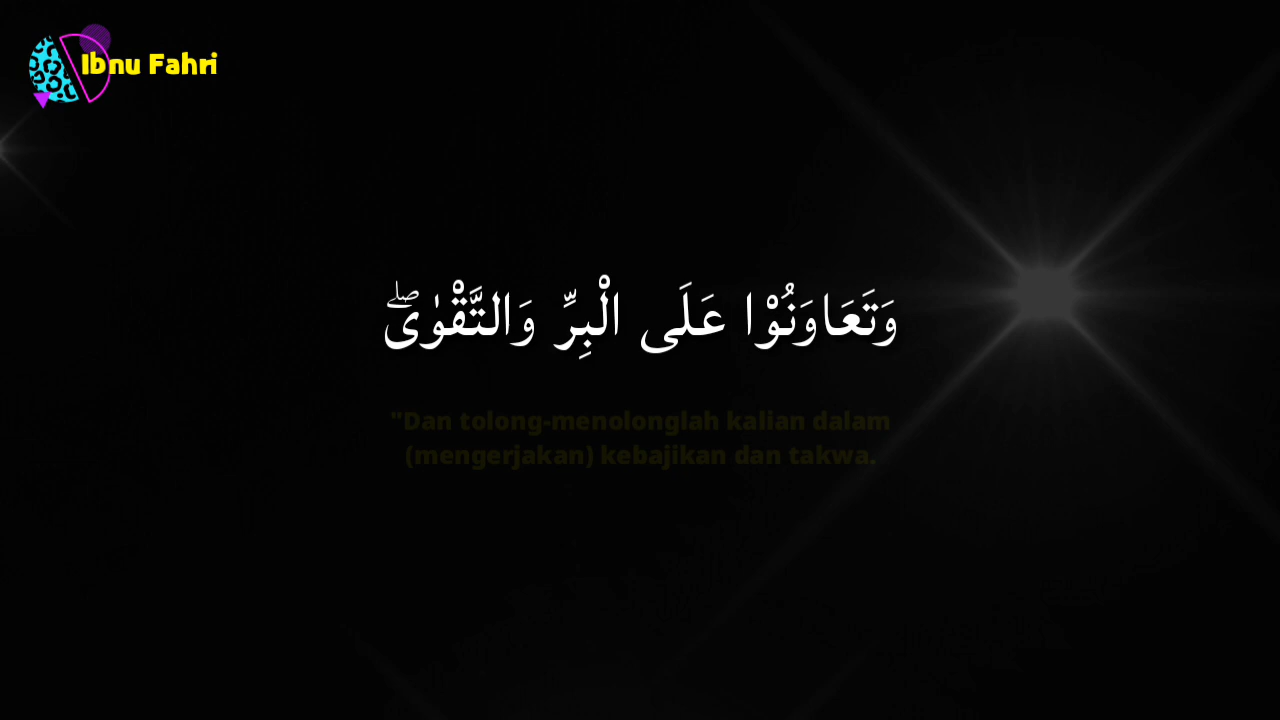 Ibnu Fahri
وَتَعَاوَنُوْا عَلَى الْبِرِّ وَالتَّقْوٰىۖ
"Dan tolong-menolonglah kalian dalam
(mengerjakan) kebajikan dan takwa.